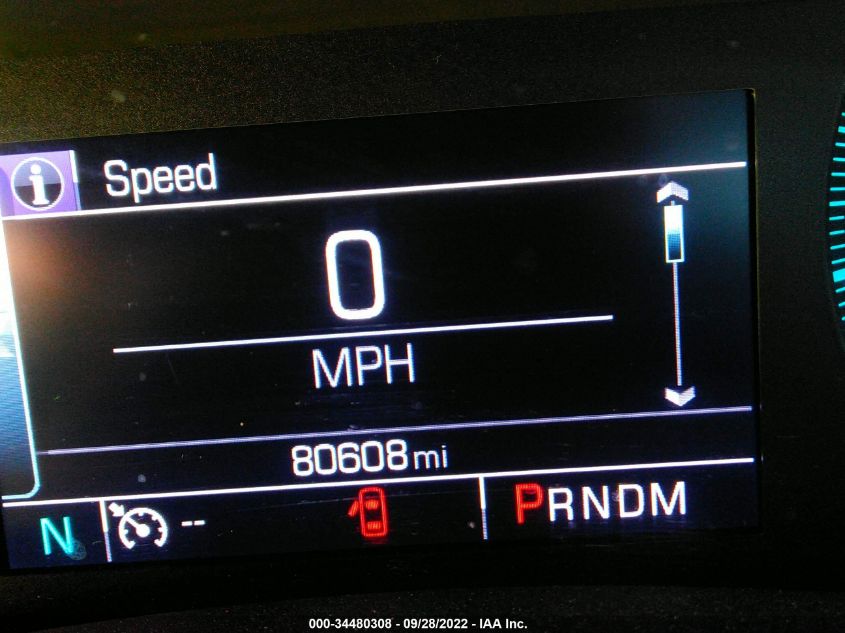 i Speed
0
MPH
80608 mi
N -- PRNDM
000-34480308 - 09/28/2022 - IAA Inc.